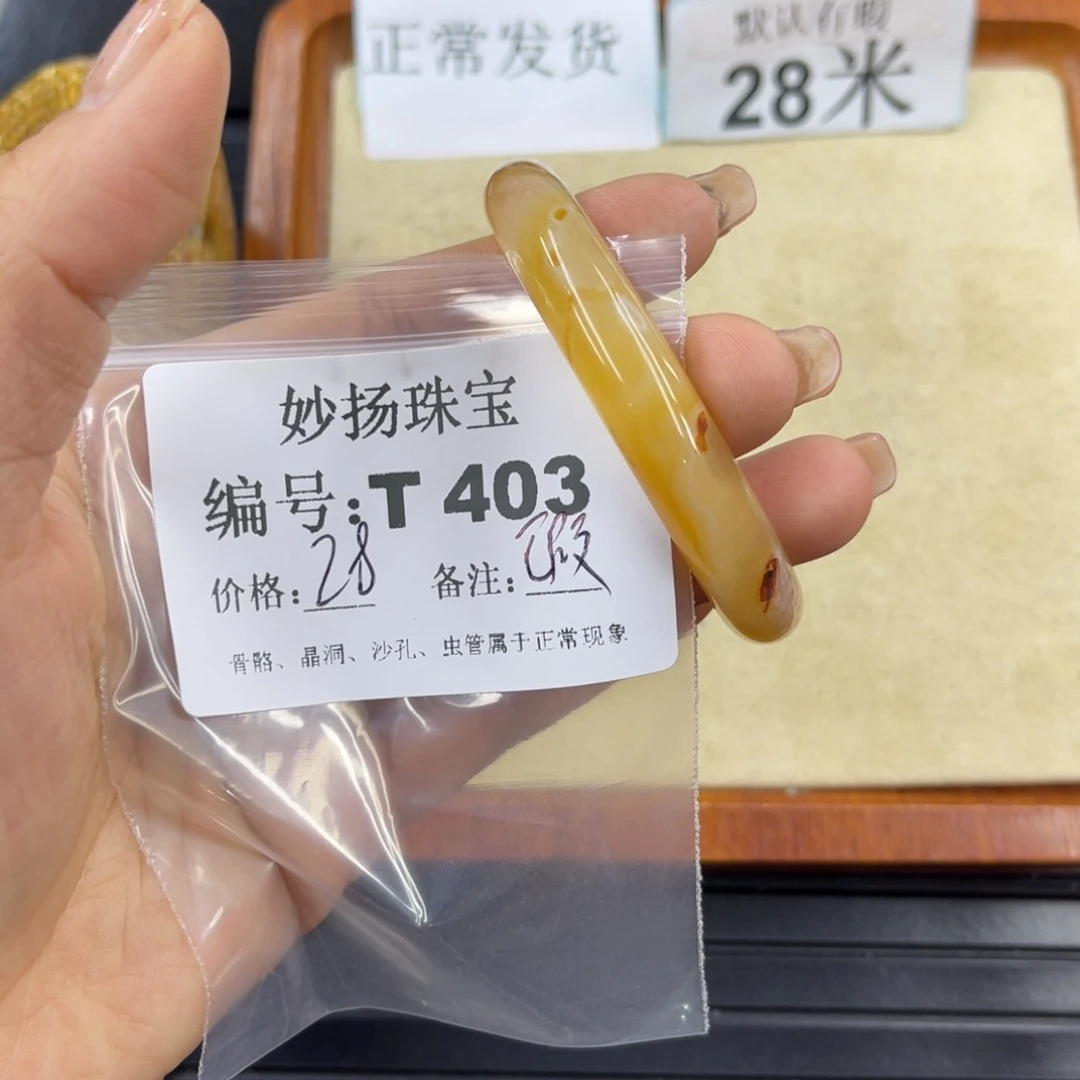 正常发货
默认有瑕
28米
妙扬珠宝
编号:T 403
价格:28 备注:瑕
骨骼、晶洞、沙孔、虫管属于正常现象